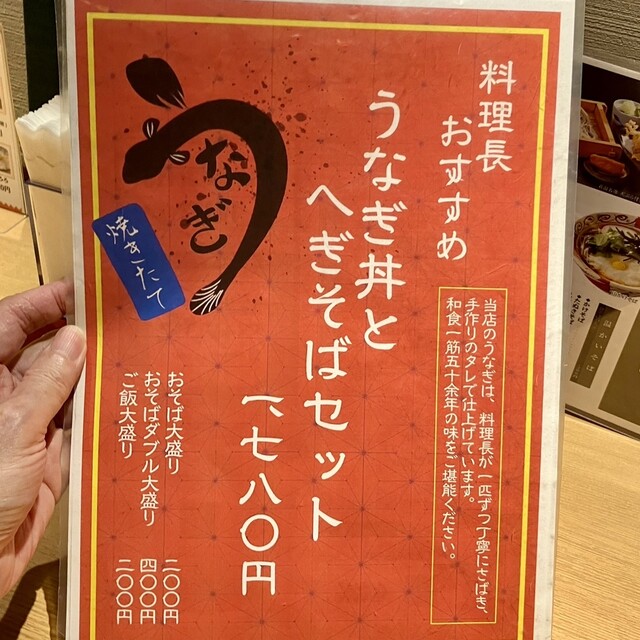 料理長
おすすめ
うなぎ丼と
へぎそばセット
一、七八〇円
当店のうなぎは、料理長が一匹ずつ丁寧にさばき、
手作りのタレで仕上げています。
和食一筋五十余年の味をご堪能ください。
うなぎ
焼きたて
おそば大盛り 二〇〇円
おそばダブル大盛り 四〇〇円
ご飯大盛り 二〇〇円
温かいそば